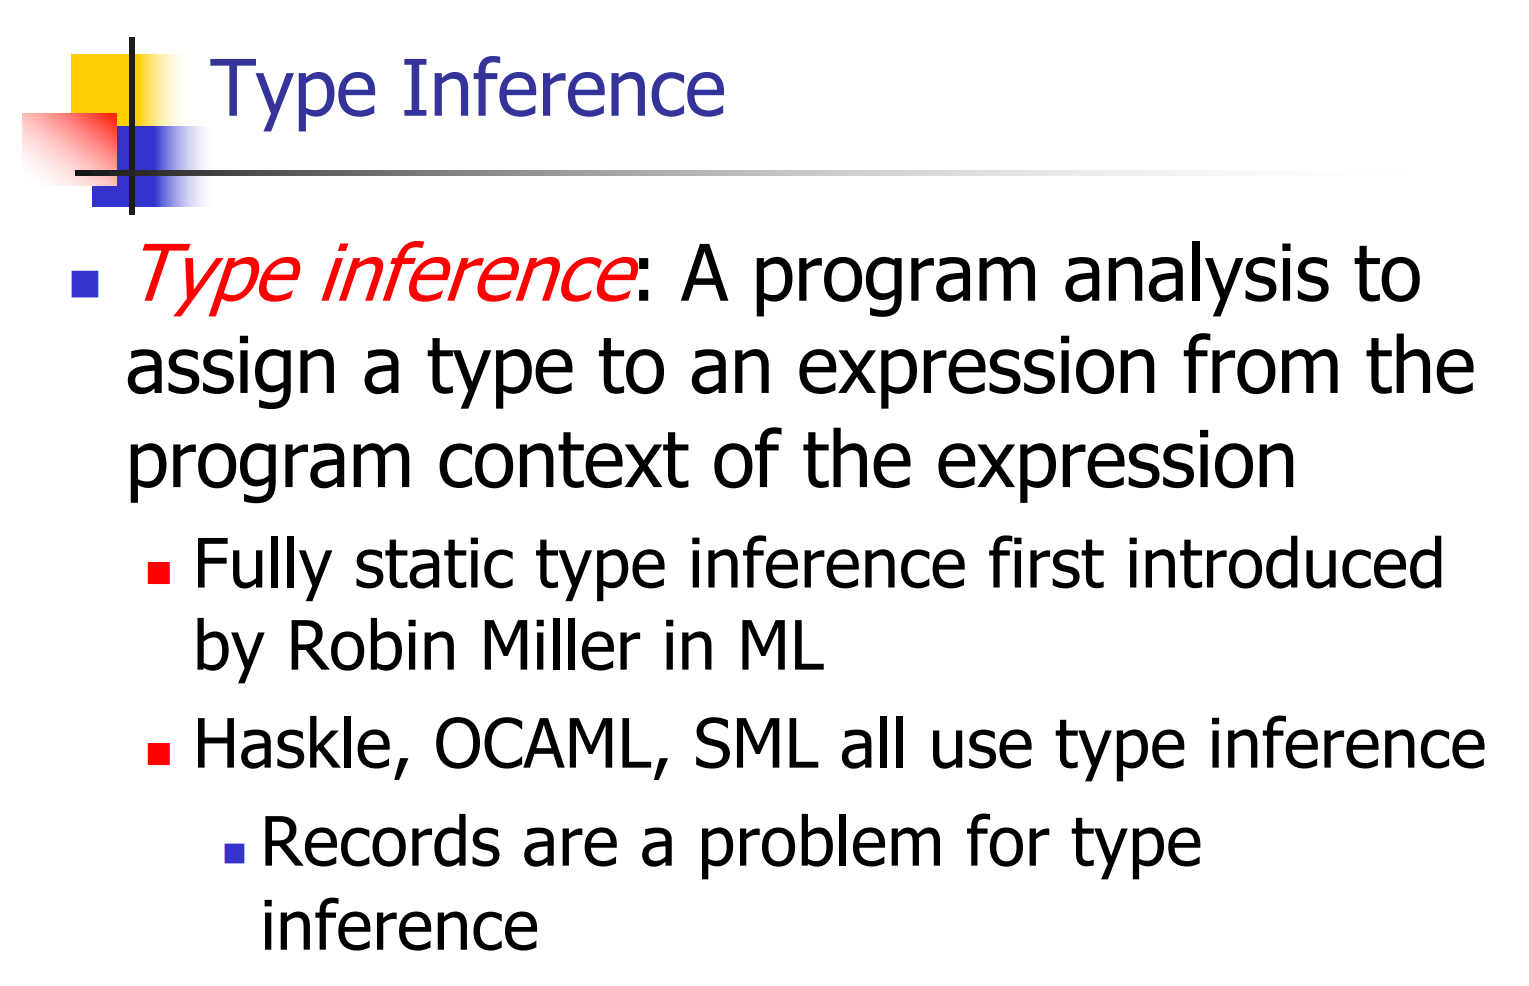 Type Inference
Type inference: A program analysis to
assign a type to an expression from the
program context of the expression
Fully static type inference first introduced
by Robin Miller in ML
Haskle, OCAML, SML all use type inference
Records are a problem for type
inference